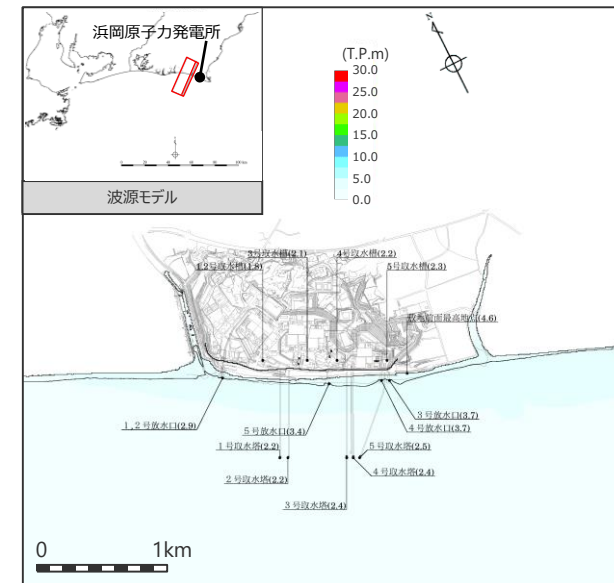 浜岡原子力発電所
波源モデル
(T.P.m)
30.0
25.0
20.0
15.0
10.0
5.0
0.0
N
3号取水槽(2.1)
4号取水槽(2.2)
1,2号取水槽(1.8)
5号取水槽(2.3)
敷地前面最高地点(4.6)
1,2号放水口(2.9)
5号放水口(3.4)
3号放水口(3.7)
4号放水口(3.7)
1号取水塔(2.2)
5号取水塔(2.5)
2号取水塔(2.2)
4号取水塔(2.4)
3号取水塔(2.4)
0 1km